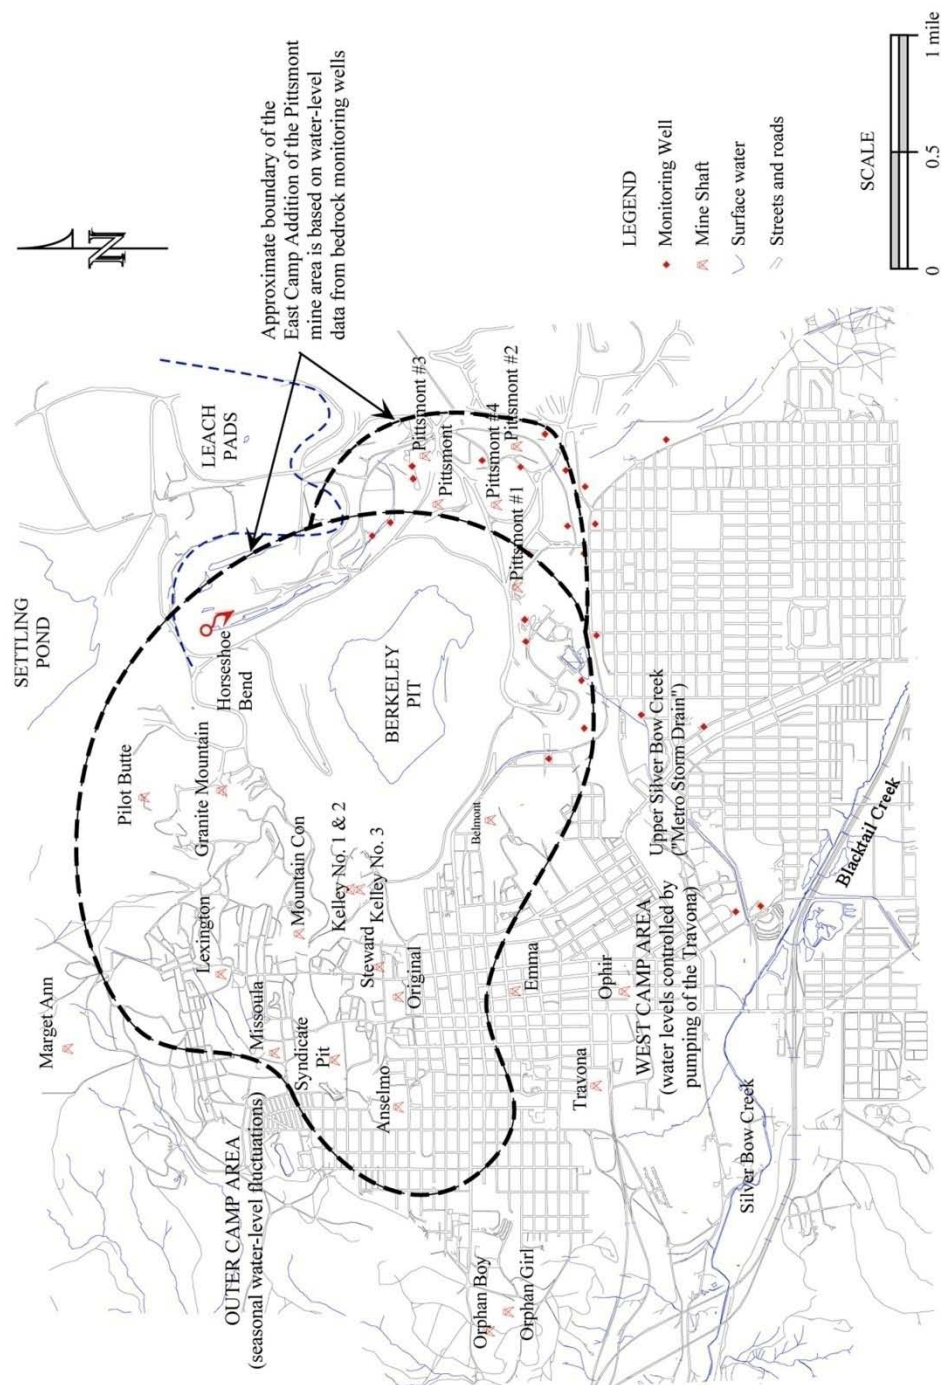 Marget Ann
OUTER CAMP AREA
(seasonal water-level fluctuations)
Missoula
Lexington
Syndicate
Pit
Anselmo
Orphan Boy
Orphan Girl
Pilot Butte
Granite Mountain
Mountain Con
Kelley No. 1 & 2
Kelley No. 3
Steward
Original
Belmont
Emma
Ophir
Travona
WEST CAMP AREA
(water levels controlled by
pumping of the Travona)
Silver Bow Creek
Upper Silver Bow Creek
("Metro Storm Drain")
Blacktail Creek
SETTLING
POND
Horseshoe
Bend
BERKELEY
PIT
LEACH
PADS
Pittsmont #3
Pittsmont
Pittsmont #4
Pittsmont #2
Pittsmont #1
Approximate boundary of the
East Camp Addition of the Pittsmont
mine area is based on water-level
data from bedrock monitoring wells
N
LEGEND
Monitoring Well
Mine Shaft
Surface water
Streets and roads
SCALE
0 0.5 1 mile